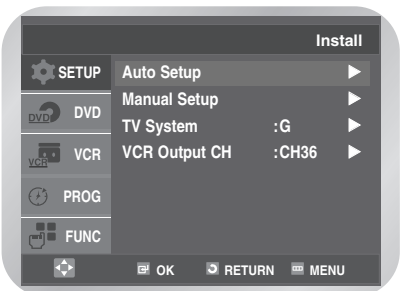 Install
SETUP
DVD DVD
VCR VCR
PROG
FUNC
Auto Setup
Manual Setup
TV System :G
VCR Output CH :CH36
OK RETURN MENU